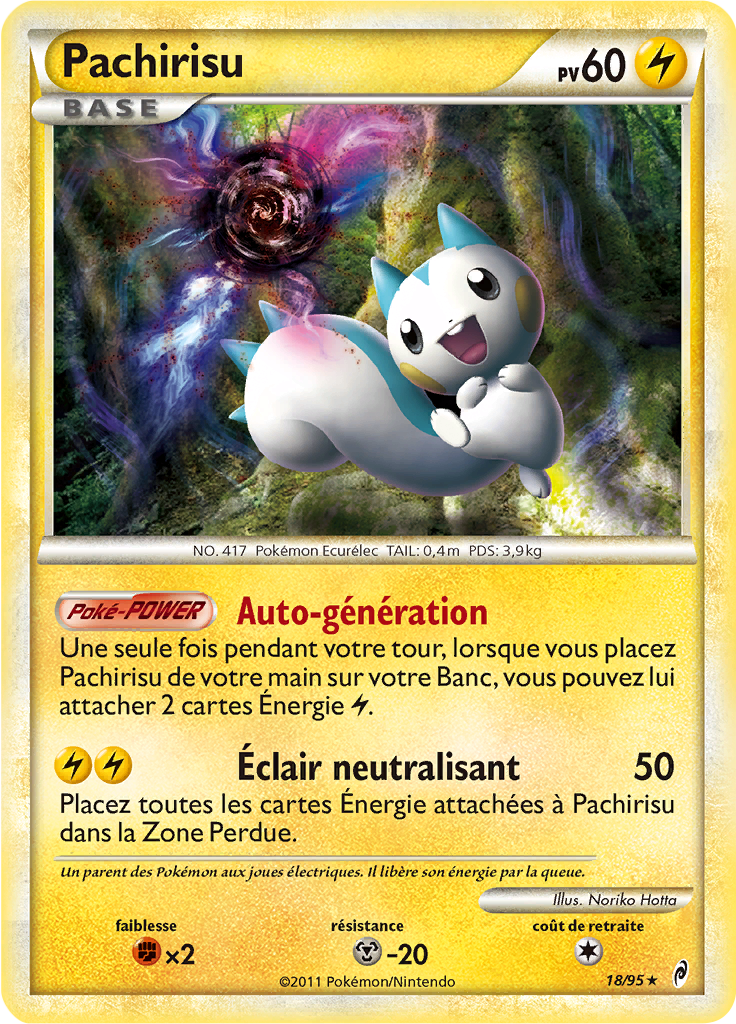 Pachirisu PV60
BASE
NO. 417 Pokémon Ecurélec TAIL: 0,4m PDS: 3,9kg
Poké-POWER Auto-génération
Une seule fois pendant votre tour, lorsque vous placez
Pachirisu de votre main sur votre Banc, vous pouvez lui
attacher 2 cartes Énergie .
Éclair neutralisant 50
Placez toutes les cartes Énergie attachées à Pachirisu
dans la Zone Perdue.
Un parent des Pokémon aux joues électriques. Il libère son énergie par la queue.
Illus. Noriko Hotta
faiblesse résistance coût de retraite
×2 -20
©2011 Pokémon/Nintendo 18/95 ★